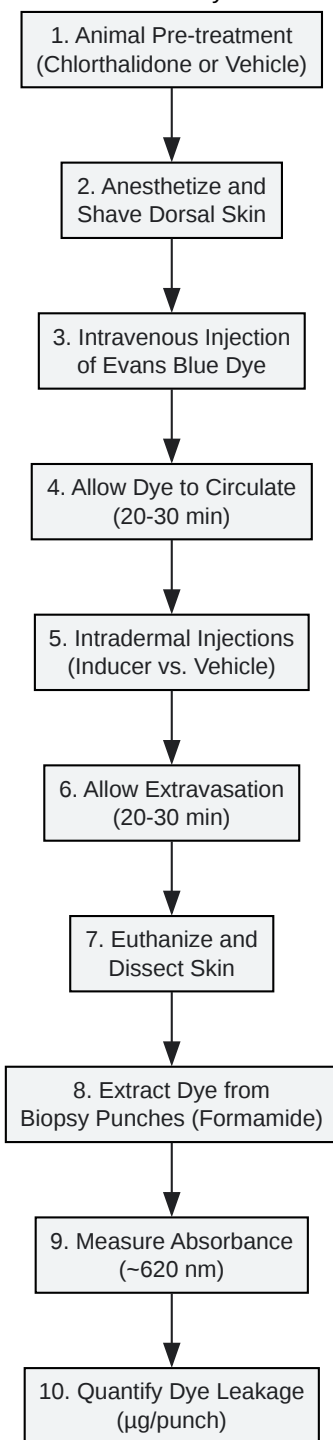 1. Animal Pre-treatment
(Chlorthalidone or Vehicle)
2. Anesthetize and
Shave Dorsal Skin
3. Intravenous Injection
of Evans Blue Dye
4. Allow Dye to Circulate
(20-30 min)
5. Intradermal Injections
(Inducer vs. Vehicle)
6. Allow Extravasation
(20-30 min)
7. Euthanize and
Dissect Skin
8. Extract Dye from
Biopsy Punches (Formamide)
9. Measure Absorbance
(~620 nm)
10. Quantify Dye Leakage
(µg/punch)